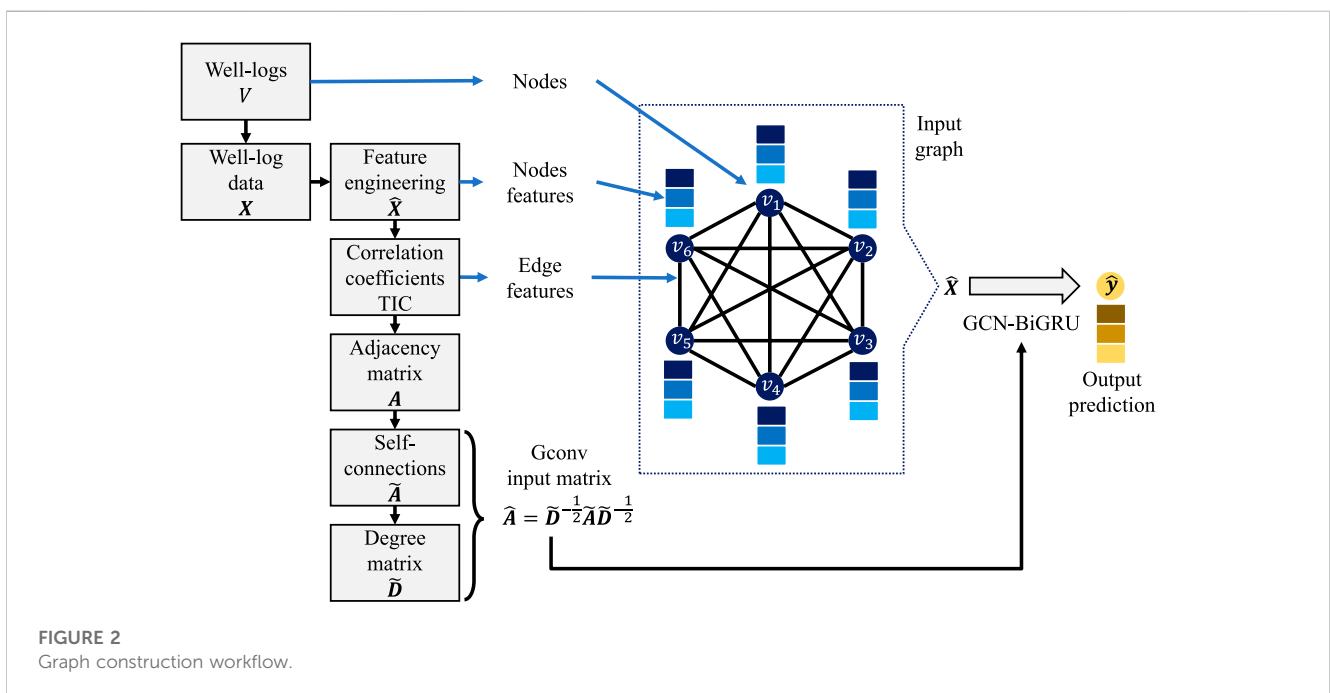 Well-logs
V
Well-log
data
X
Feature
engineering
X̂
Correlation
coefficients
TIC
Adjacency
matrix
A
Self-
connections
Ã
Degree
matrix
D̃
Nodes
Nodes
features
Edge
features
Gconv
input matrix
Â = D̃^{-1/2}ÃD̃^{-1/2}
Input
graph
v₁
v₂
v₃
v₄
v₅
v₆
X̂
GCN-BiGRU
ŷ
Output
prediction
FIGURE 2
Graph construction workflow.